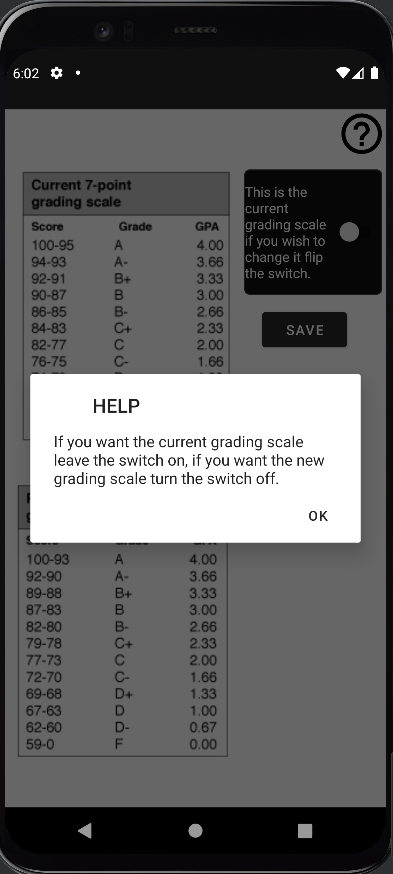 6:02
Current 7-point
grading scale
Score Grade GPA
100-95 A 4.00
94-93 A- 3.66
92-91 B+ 3.33
90-87 B 3.00
86-85 B- 2.66
84-83 C+ 2.33
82-77 C 2.00
76-75 C- 1.66
This is the
current
grading scale
if you wish to
change it flip
the switch.
SAVE
HELP
If you want the current grading scale
leave the switch on, if you want the new
grading scale turn the switch off.
OK
100-93 A 4.00
92-90 A- 3.66
89-88 B+ 3.33
87-83 B 3.00
82-80 B- 2.66
79-78 C+ 2.33
77-73 C 2.00
72-70 C- 1.66
69-68 D+ 1.33
67-63 D 1.00
62-60 D- 0.67
59-0 F 0.00